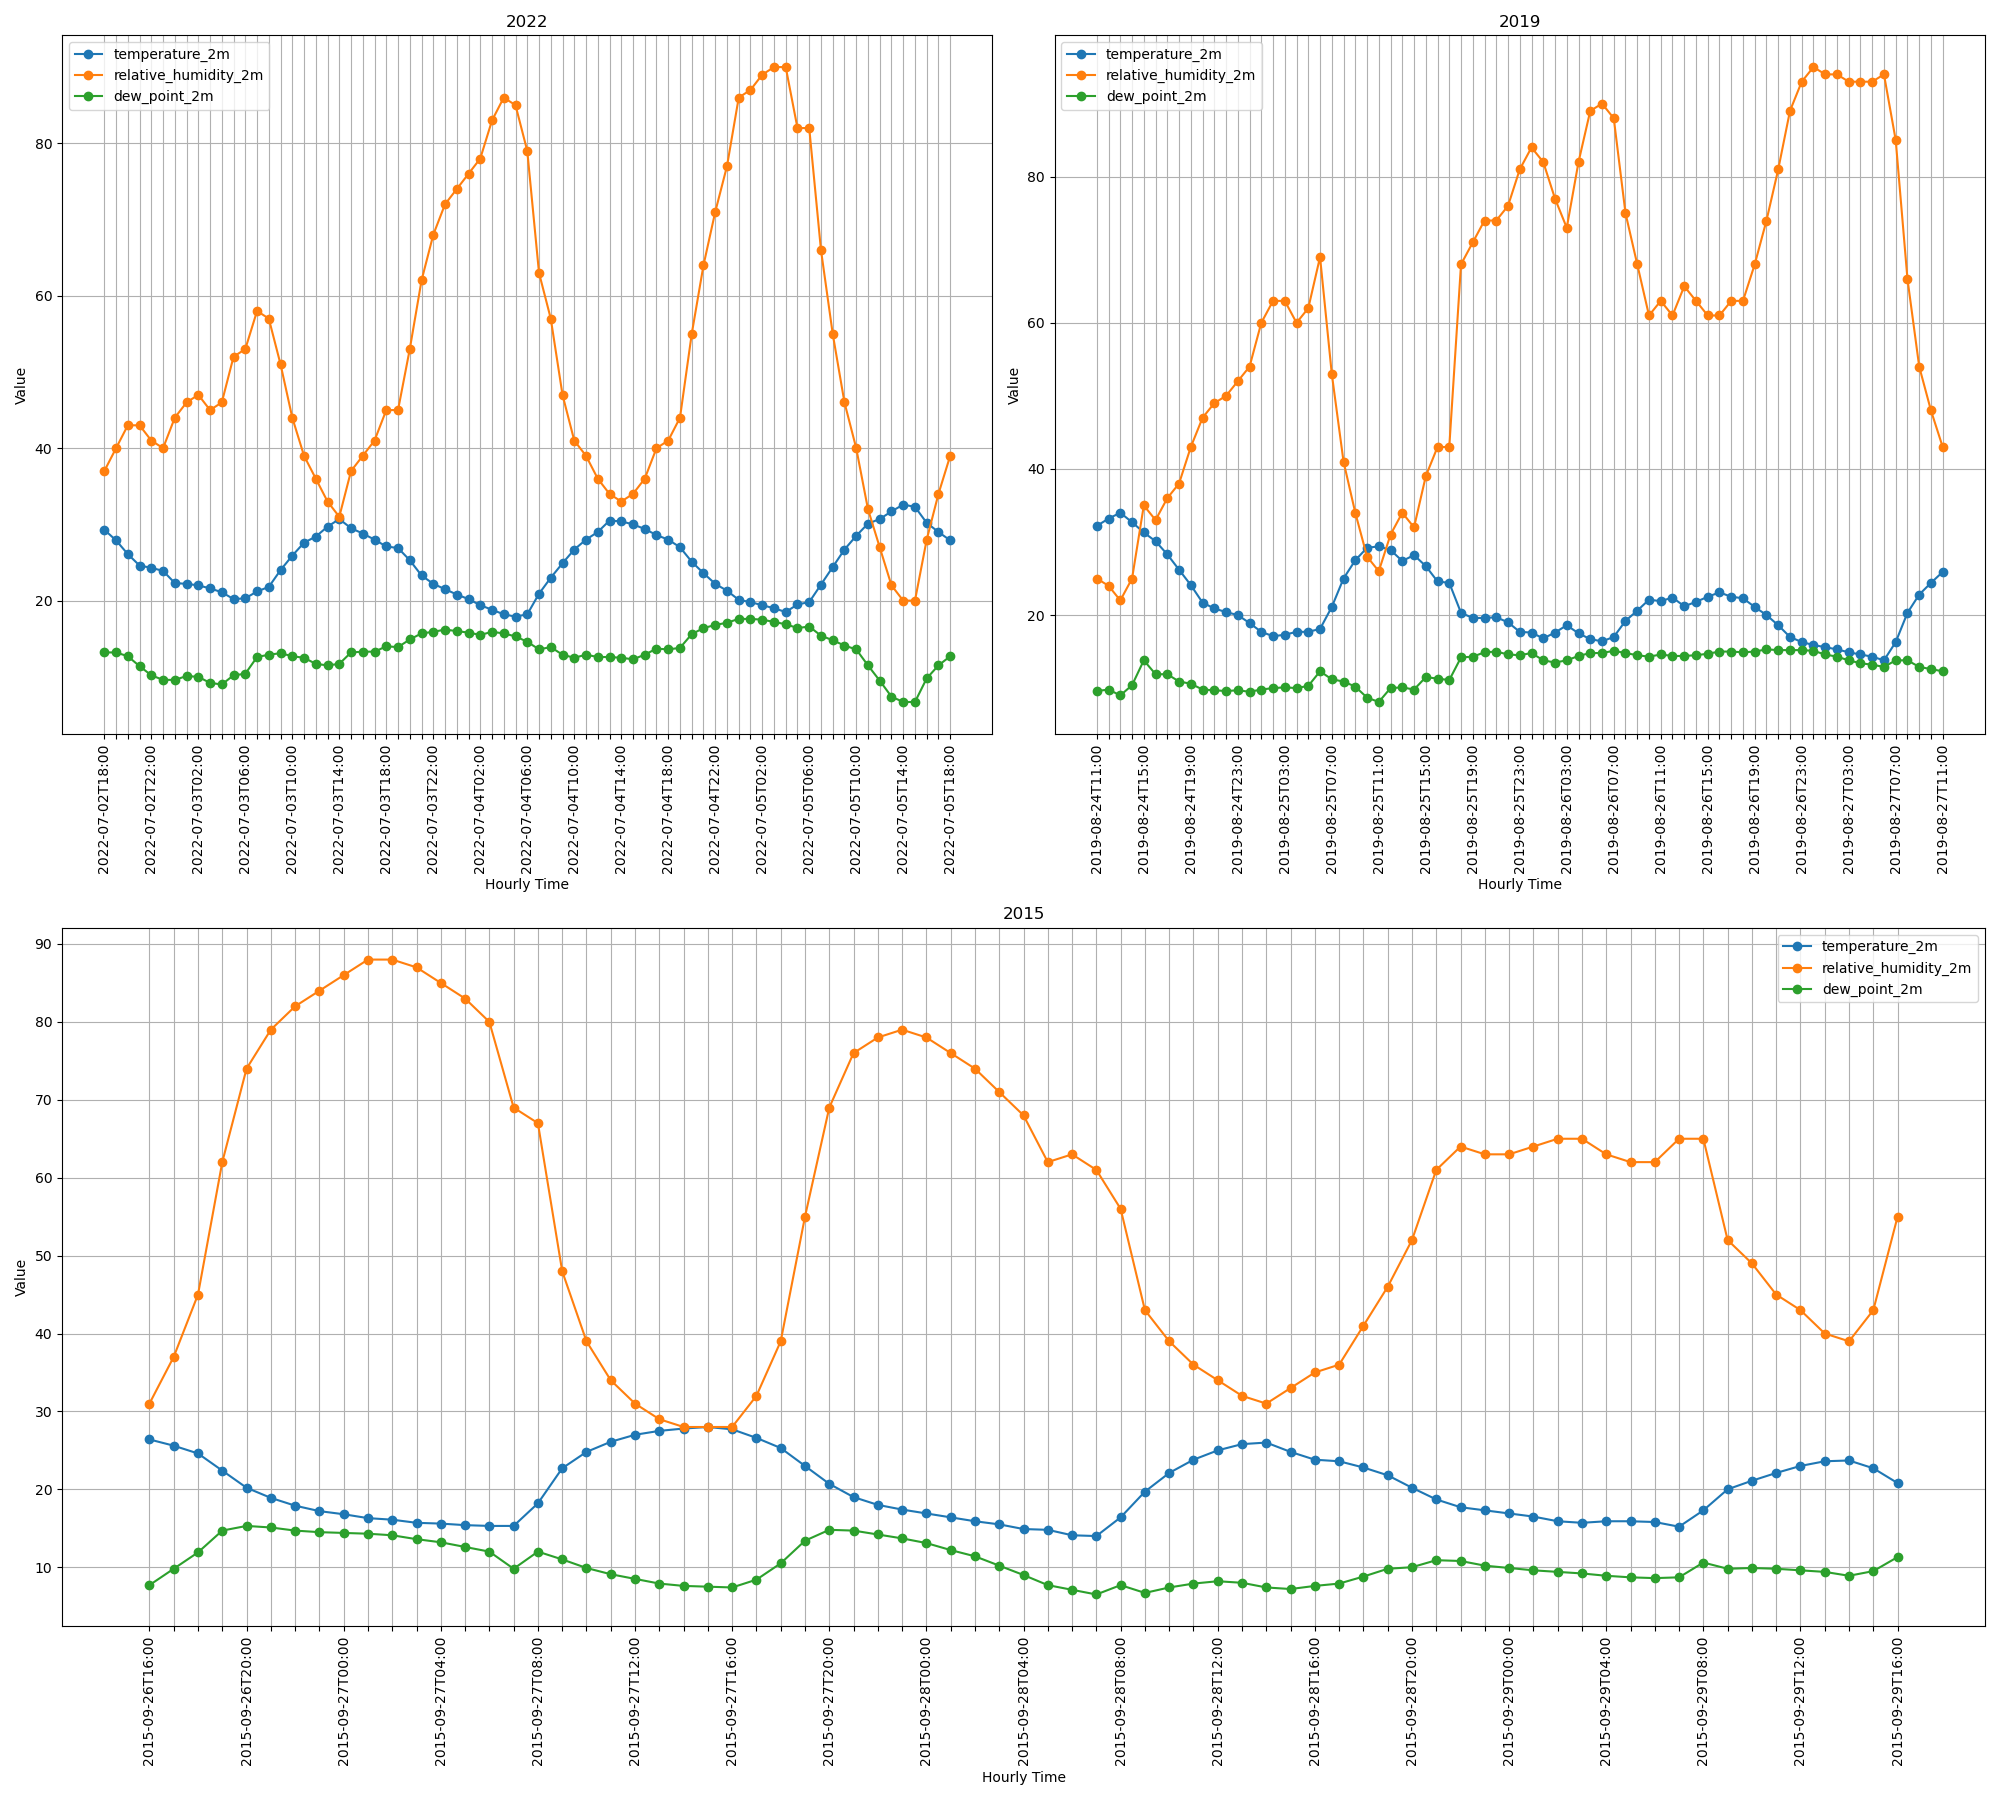 2022
temperature_2m
relative_humidity_2m
dew_point_2m
80
60
40
20
Value
2022-07-02T18:00
2022-07-02T22:00
2022-07-03T02:00
2022-07-03T06:00
2022-07-03T10:00
2022-07-03T14:00
2022-07-03T18:00
2022-07-03T22:00
2022-07-04T02:00
2022-07-04T06:00
2022-07-04T10:00
2022-07-04T14:00
2022-07-04T18:00
2022-07-04T22:00
2022-07-05T02:00
2022-07-05T06:00
2022-07-05T10:00
2022-07-05T14:00
2022-07-05T18:00
Hourly Time
2019
temperature_2m
relative_humidity_2m
dew_point_2m
80
60
40
20
Value
2019-08-24T11:00
2019-08-24T15:00
2019-08-24T19:00
2019-08-24T23:00
2019-08-25T03:00
2019-08-25T07:00
2019-08-25T11:00
2019-08-25T15:00
2019-08-25T19:00
2019-08-25T23:00
2019-08-26T03:00
2019-08-26T07:00
2019-08-26T11:00
2019-08-26T15:00
2019-08-26T19:00
2019-08-26T23:00
2019-08-27T03:00
2019-08-27T07:00
2019-08-27T11:00
Hourly Time
2015
temperature_2m
relative_humidity_2m
dew_point_2m
90
80
70
60
50
40
30
20
10
Value
2015-09-26T16:00
2015-09-26T20:00
2015-09-27T00:00
2015-09-27T04:00
2015-09-27T08:00
2015-09-27T12:00
2015-09-27T16:00
2015-09-27T20:00
2015-09-28T00:00
2015-09-28T04:00
2015-09-28T08:00
2015-09-28T12:00
2015-09-28T16:00
2015-09-28T20:00
2015-09-29T00:00
2015-09-29T04:00
2015-09-29T08:00
2015-09-29T12:00
2015-09-29T16:00
Hourly Time